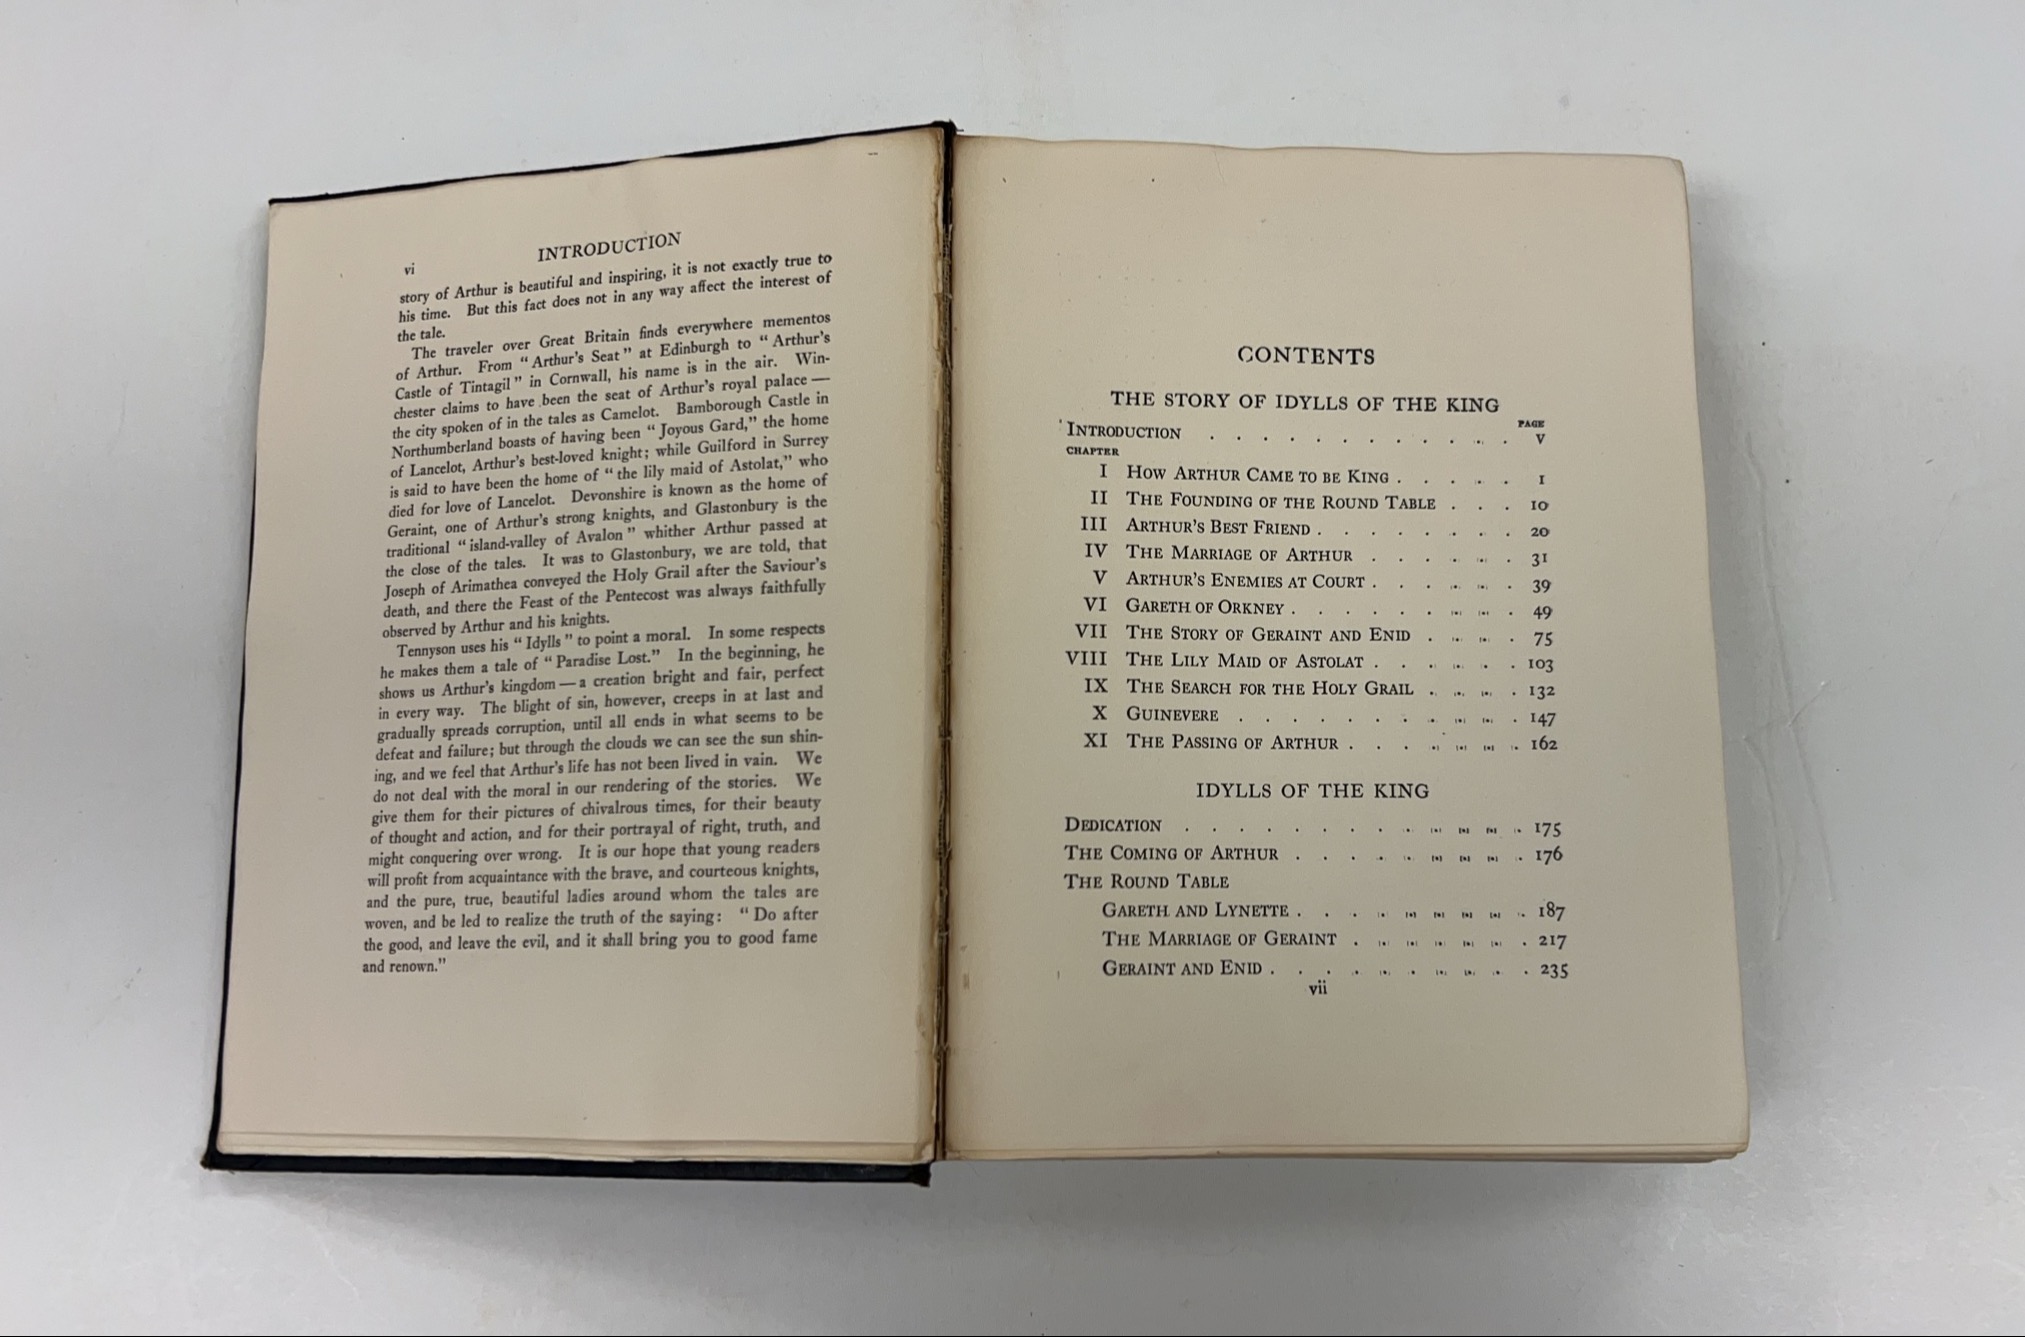 vi
INTRODUCTION
story of Arthur is beautiful and inspiring, it is not exactly true to
his time. But this fact does not in any way affect the interest of
the tale.
The traveler over Great Britain finds everywhere mementos
of Arthur. From “Arthur’s Seat” at Edinburgh to “Arthur’s
Castle of Tintagil” in Cornwall, his name is in the air. Win-
chester claims to have been the seat of Arthur’s royal palace —
the city spoken of in the tales as Camelot. Bamborough Castle in
Northumberland boasts of having been “Joyous Gard,” the home
of Lancelot, Arthur’s best-loved knight; while Guilford in Surrey
is said to have been the home of “the lily maid of Astolat,” who
died for love of Lancelot. Devonshire is known as the home of
Geraint, one of Arthur’s strong knights, and Glastonbury is the
traditional “island-valley of Avalon” whither Arthur passed at
the close of the tales. It was to Glastonbury, we are told, that
Joseph of Arimathea conveyed the Holy Grail after the Saviour’s
death, and there the Feast of the Pentecost was always faithfully
observed by Arthur and his knights.
Tennyson uses his “Idylls” to point a moral. In some respects
he makes them a tale of “Paradise Lost.” In the beginning, he
shows us Arthur’s kingdom — a creation bright and fair, perfect
in every way. The blight of sin, however, creeps in at last and
gradually spreads corruption, until all ends in what seems to be
defeat and failure; but through the clouds we can see the sun shin-
ing, and we feel that Arthur’s life has not been lived in vain. We
do not deal with the moral in our rendering of the stories. We
give them for their pictures of chivalrous times, for their beauty
of thought and action, and for their portrayal of right, truth, and
might conquering over wrong. It is our hope that young readers
will profit from acquaintance with the brave, and courteous knights,
and the pure, true, beautiful ladies around whom the tales are
woven, and be led to realize the truth of the saying: “Do after
the good, and leave the evil, and it shall bring you to good fame
and renown.”
CONTENTS
THE STORY OF IDYLLS OF THE KING
PAGE
INTRODUCTION . . . . . . . . . . . . V
CHAPTER
I HOW ARTHUR CAME TO BE KING . . . . . 1
II THE FOUNDING OF THE ROUND TABLE . . . 10
III ARTHUR’S BEST FRIEND . . . . . . . . 20
IV THE MARRIAGE OF ARTHUR . . . . . . 31
V ARTHUR’S ENEMIES AT COURT . . . . . . 39
VI GARETH OF ORKNEY . . . . . . . . . 49
VII THE STORY OF GERAINT AND ENID . . . . 75
VIII THE LILY MAID OF ASTOLAT . . . . . . 103
IX THE SEARCH FOR THE HOLY GRAIL . . . . 132
X GUINEVERE . . . . . . . . . . . 147
XI THE PASSING OF ARTHUR . . . . . . . 162
IDYLLS OF THE KING
DEDICATION . . . . . . . . . . . . . 175
THE COMING OF ARTHUR . . . . . . . . . 176
THE ROUND TABLE
GARETH AND LYNETTE . . . . . . . . . 187
THE MARRIAGE OF GERAINT . . . . . . . 217
GERAINT AND ENID . . . . . . . . . . 235
vii